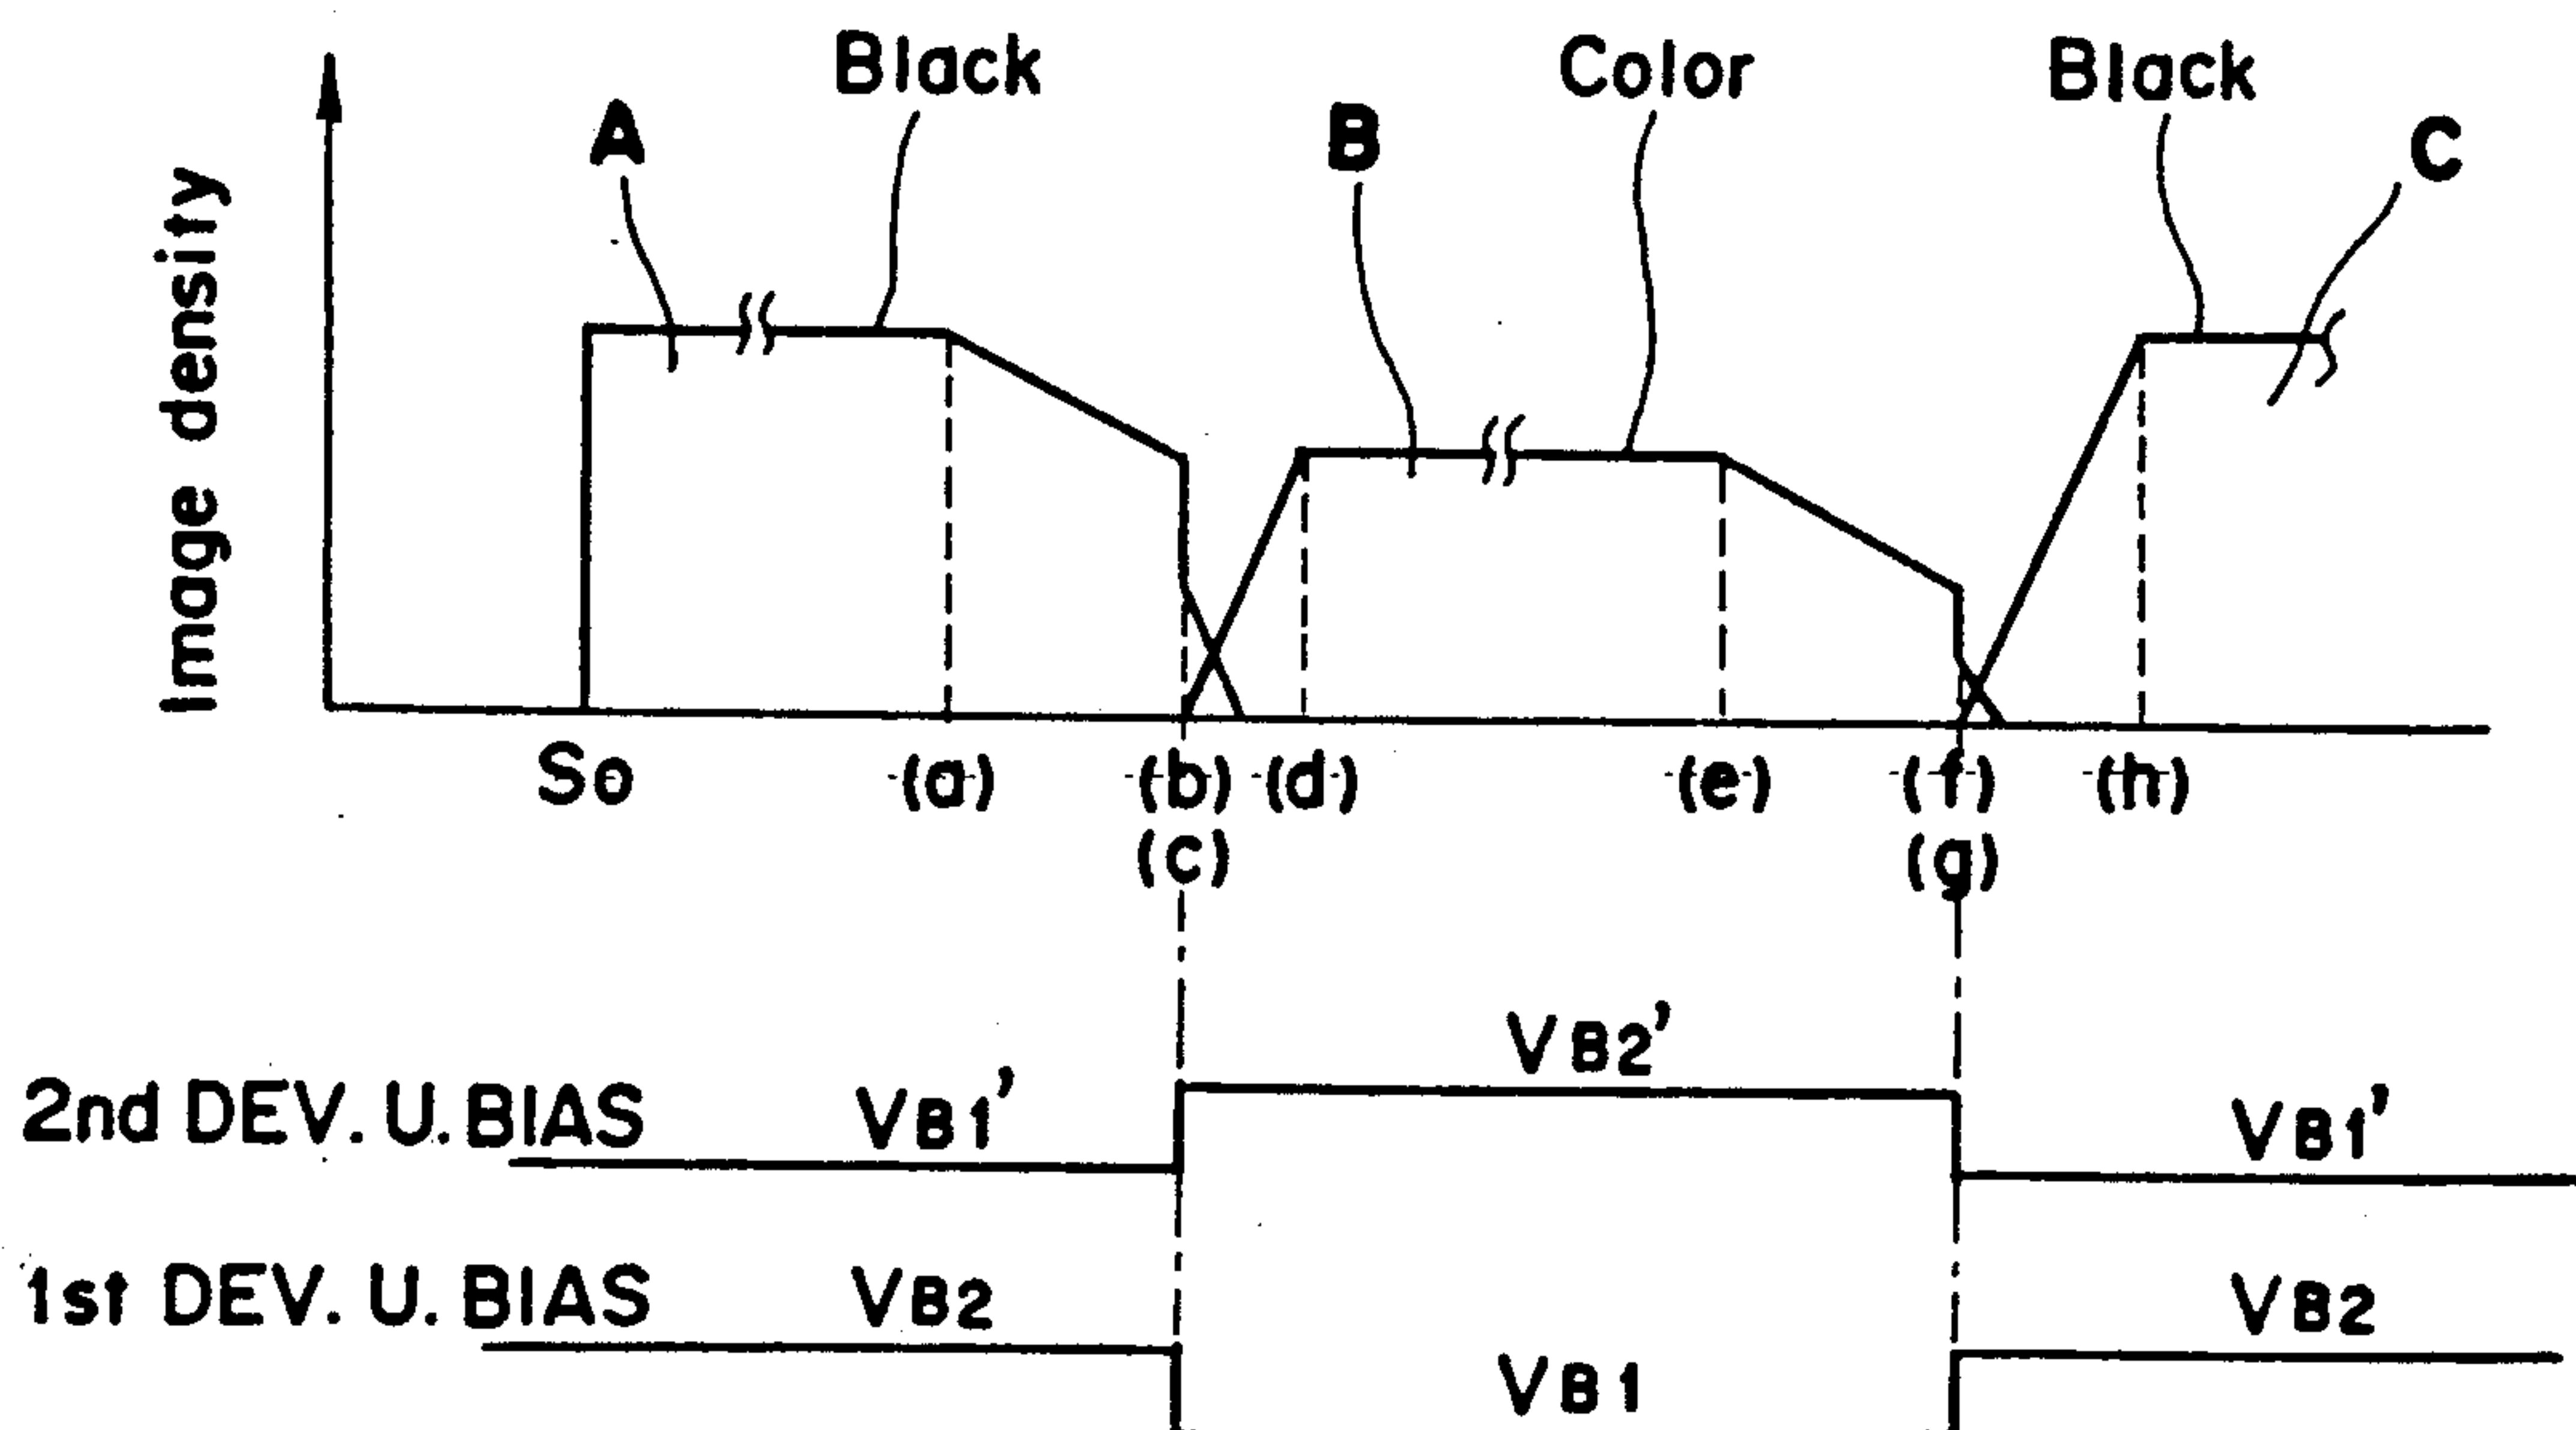 Black Color Black
A B C
Image density
So (a) (b) (d) (e) (f) (h)
(c) (g)
VB2'
2nd DEV. U. BIAS VB1' VB1'
1st DEV. U. BIAS VB2 VB2
VB1